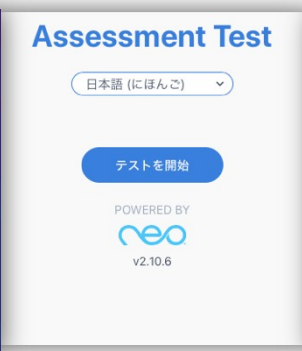 Assessment Test
日本語 (にほんご)
テストを開始
POWERED BY
neo
v2.10.6